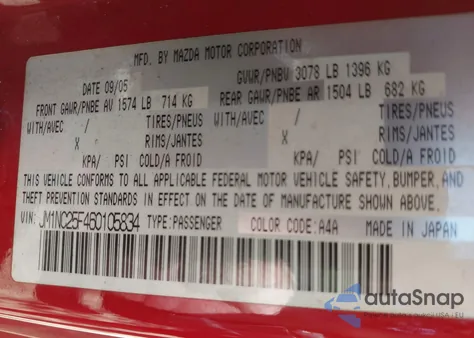 MFD. BY MAZDA MOTOR CORPORATION
DATE 09/05 GVWR/PNBV 3078 LB 1396 KG
FRONT GAWR/PNBE AV 1574 LB 714 KG REAR GAWR/PNBE AR 1504 LB 682 KG
WITH/AVEC / TIRES/PNEUS WITH/AVEC / TIRES/PNEUS
X RIMS/JANTES X RIMS/JANTES
KPA/ PSI COLD/A FROID KPA/ PSI COLD/A FROID
THIS VEHICLE CONFORMS TO ALL APPLICABLE FEDERAL MOTOR VEHICLE SAFETY, BUMPER, AND
THEFT PREVENTION STANDARDS IN EFFECT ON THE DATE OF MANUFACTURE SHOWN ABOVE.
VIN: JM1NC25F460105834 TYPE:PASSENGER COLOR CODE: A4A MADE IN JAPAN
autoSnap